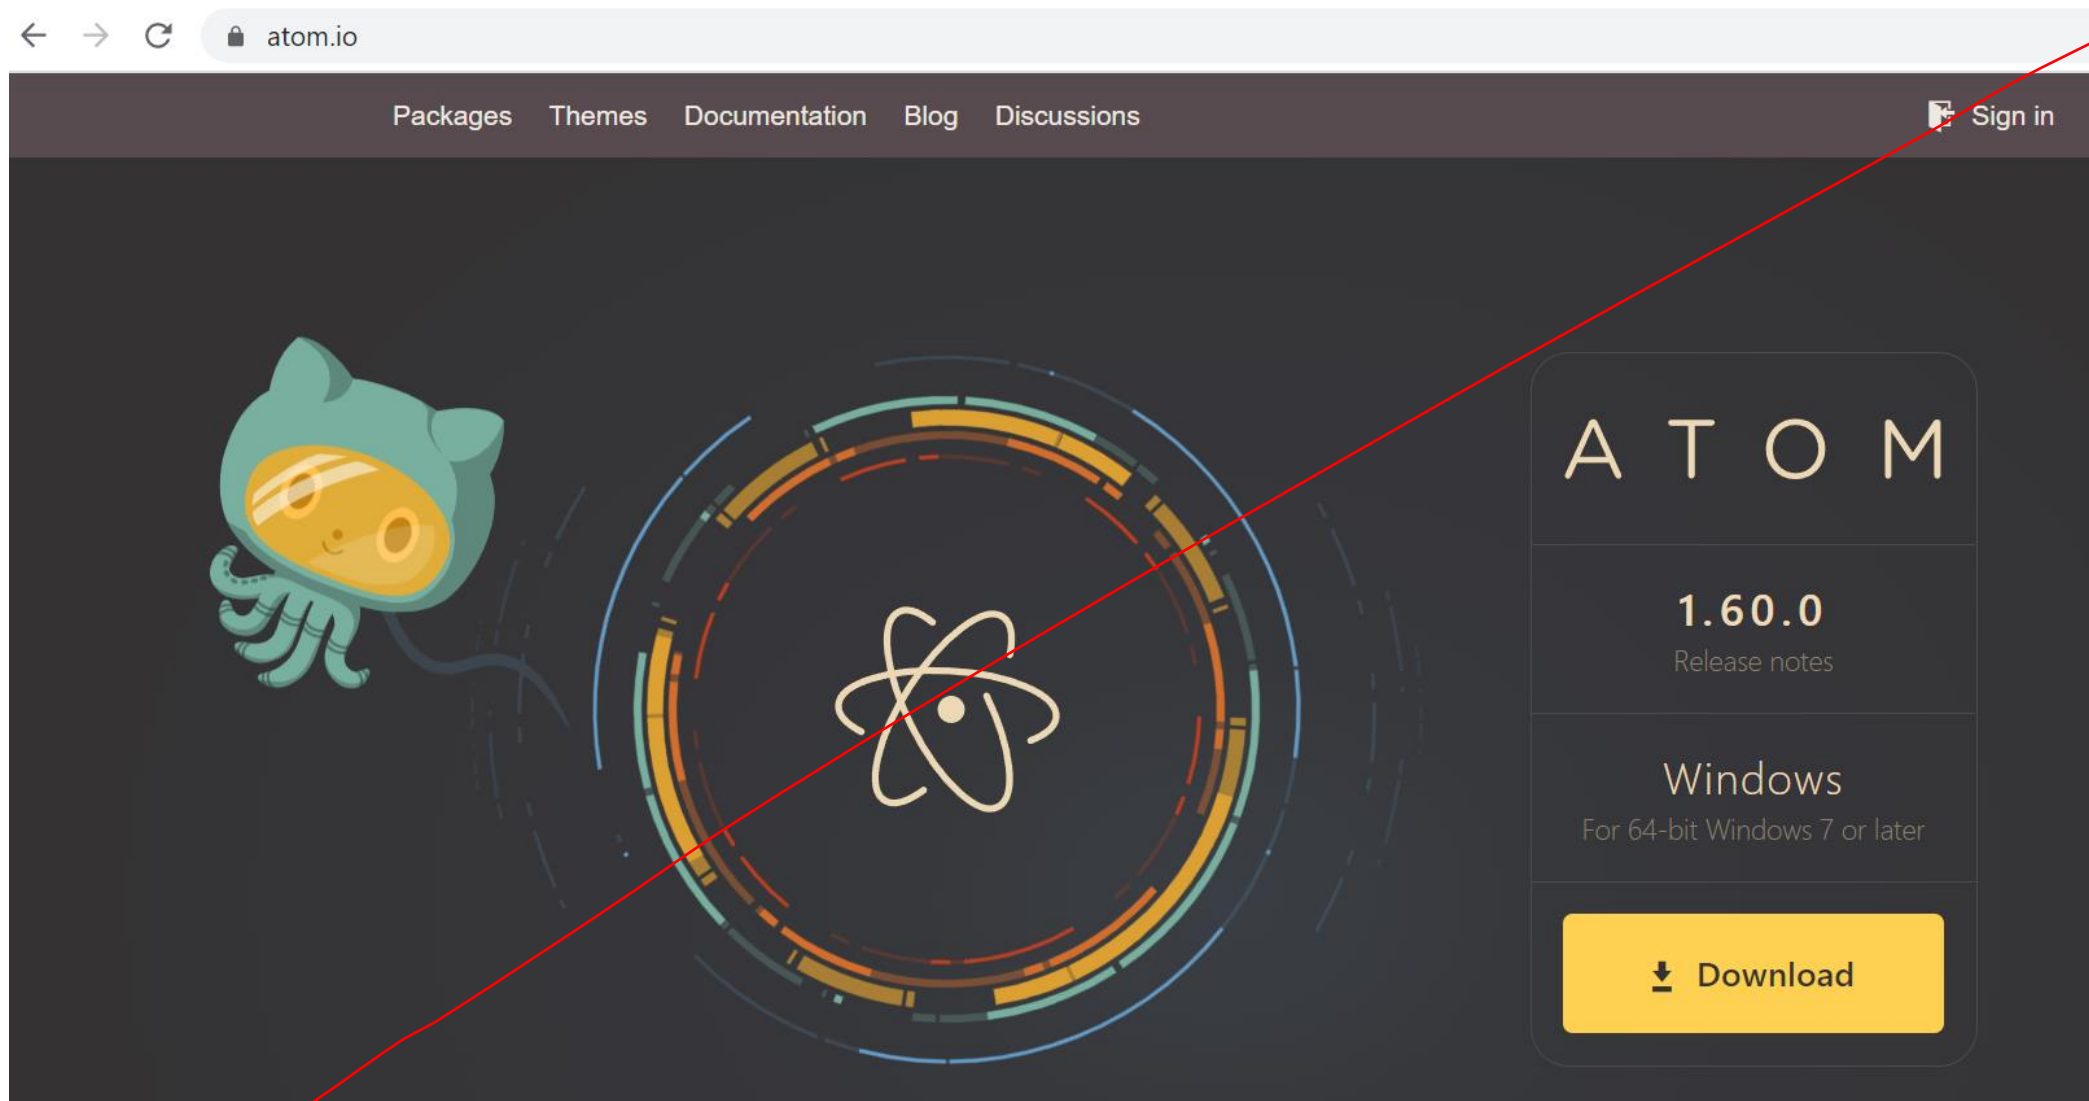 atom.io
Packages Themes Documentation Blog Discussions Sign in
ATOM
1.60.0
Release notes
Windows
For 64-bit Windows 7 or later
Download